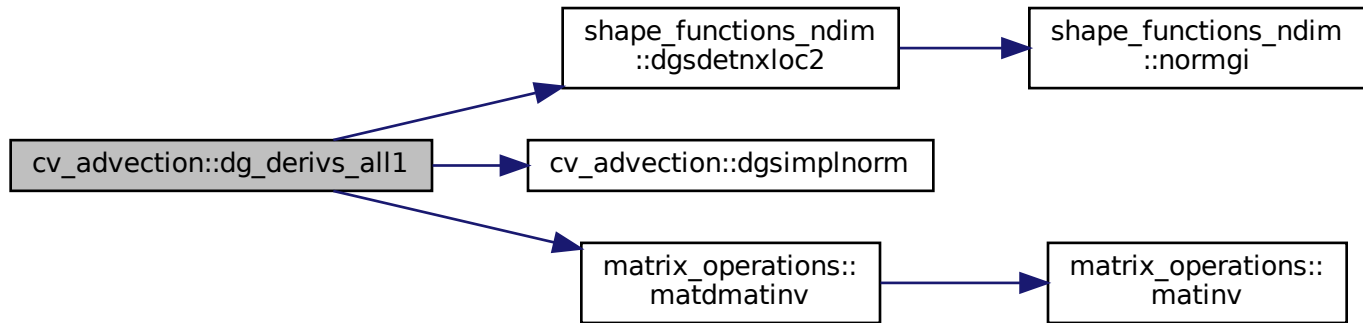 shape_functions_ndim
::dgsdetnxloc2
shape_functions_ndim
::normgi
cv_advection::dg_derivs_all1
cv_advection::dgsimplnorm
matrix_operations::
matdmatinv
matrix_operations::
matinv